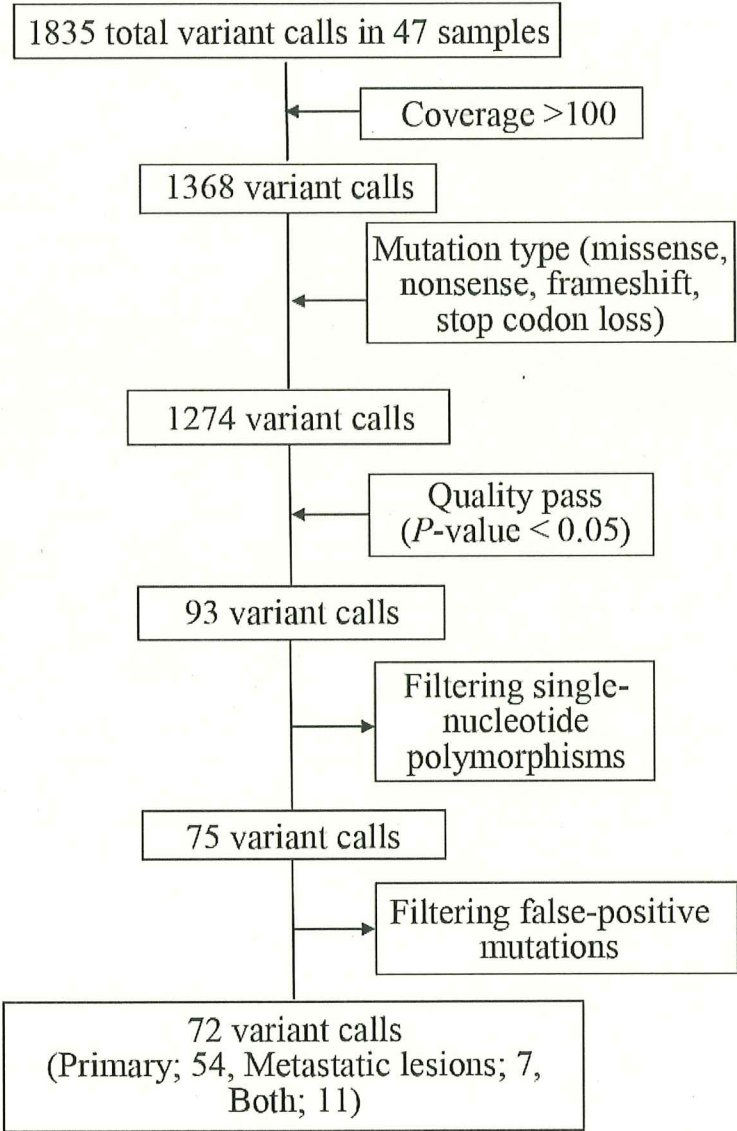 1835 total variant calls in 47 samples
Coverage >100
1368 variant calls
Mutation type (missense,
nonsense, frameshift,
stop codon loss)
1274 variant calls
Quality pass
(P-value < 0.05)
93 variant calls
Filtering single-
nucleotide
polymorphisms
75 variant calls
Filtering false-positive
mutations
72 variant calls
(Primary; 54, Metastatic lesions; 7,
Both; 11)